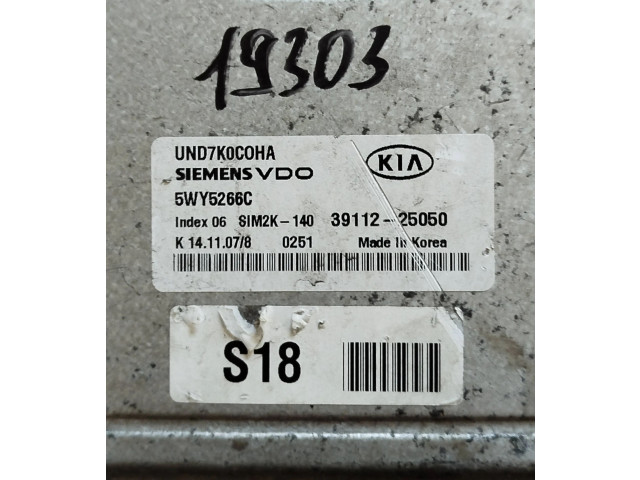 19303
UND7K0C0HA
SIEMENS VDO KIA
5WY5266C
Index 06 SIM2K-140 39112-25050
K 14.11.07/8 0251 Made in Korea
S18